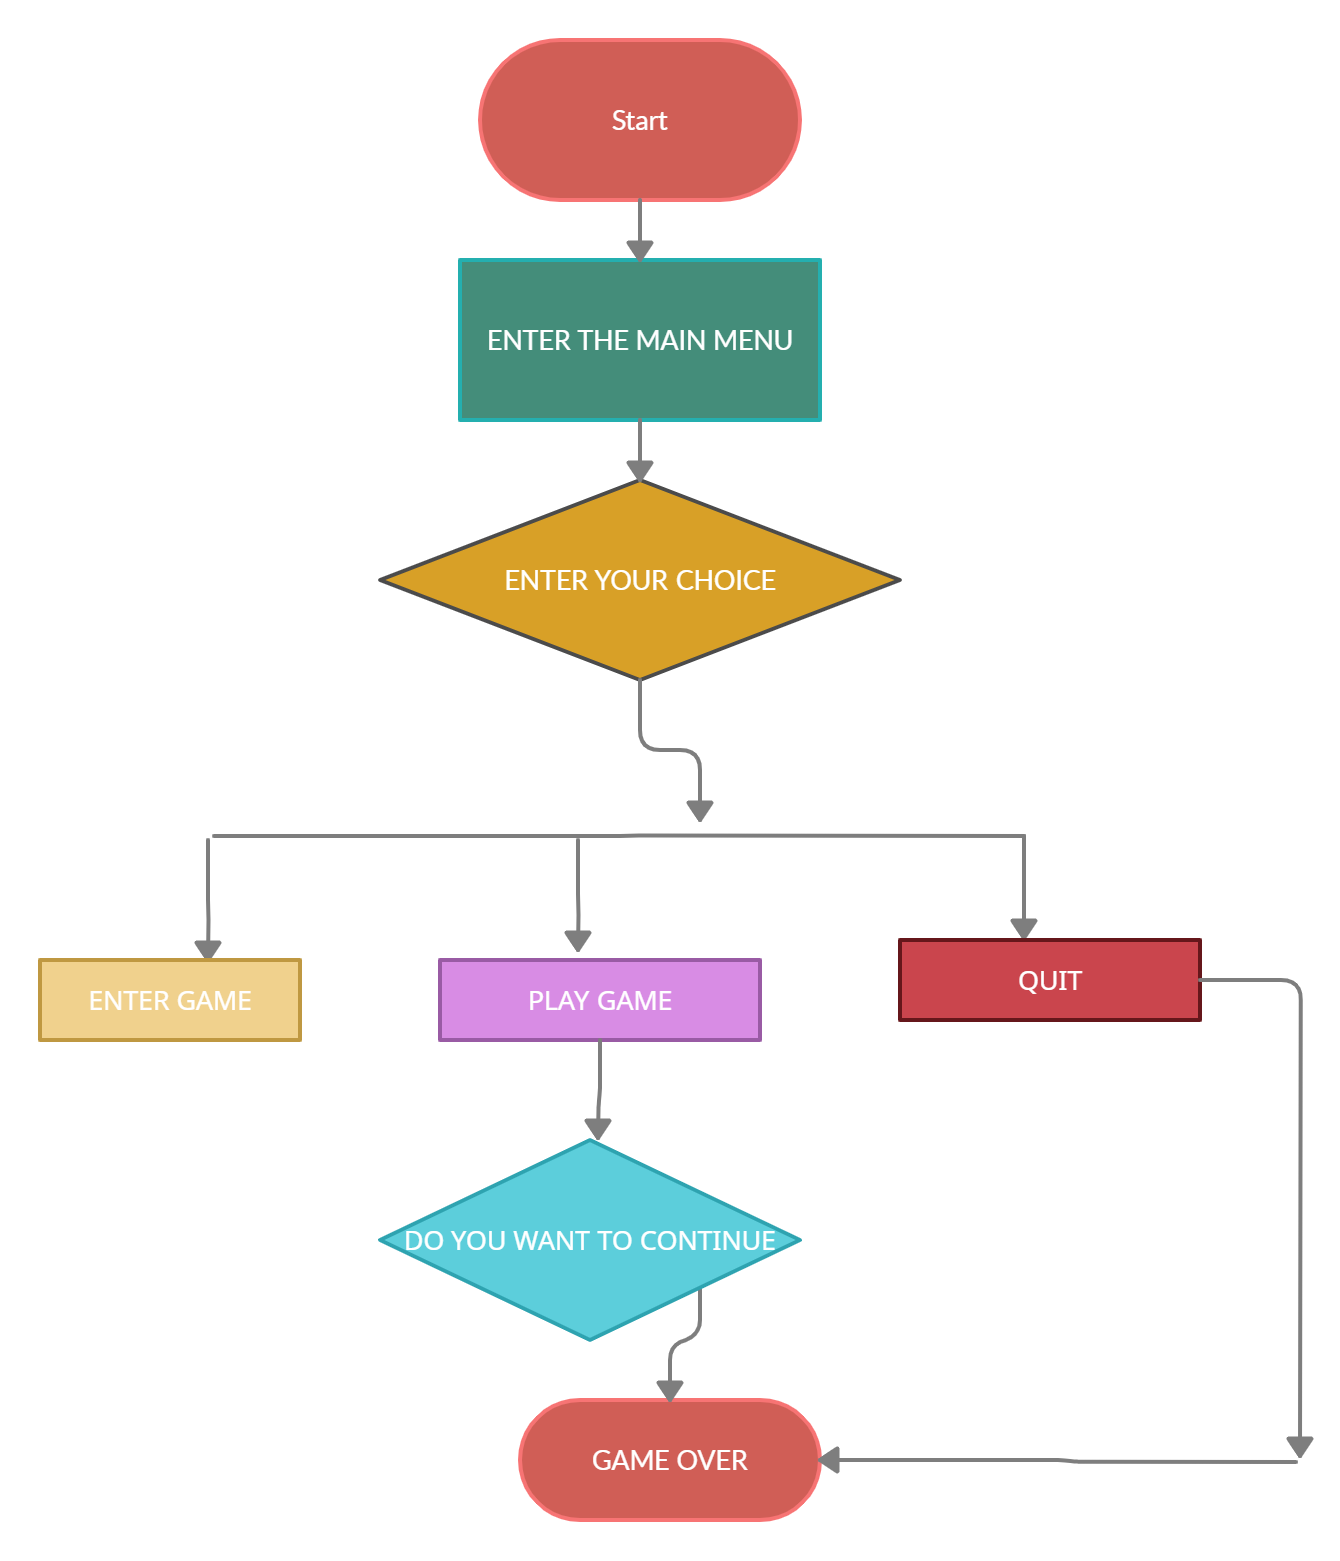 Start
ENTER THE MAIN MENU
ENTER YOUR CHOICE
ENTER GAME
PLAY GAME
QUIT
DO YOU WANT TO CONTINUE
GAME OVER